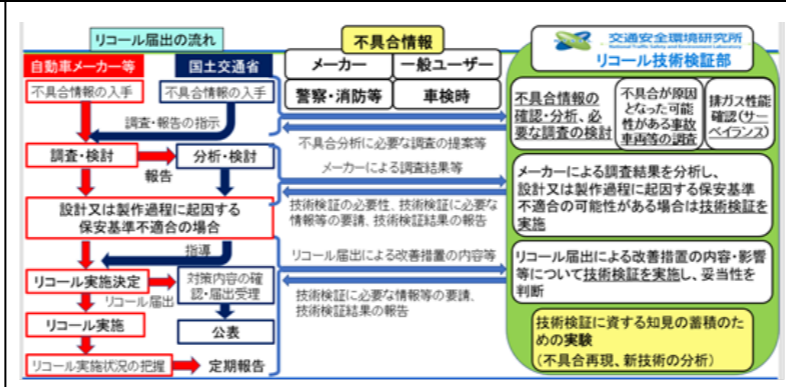 リコール届出の流れ
自動車メーカー等
国土交通省
不具合情報の入手
不具合情報の入手
調査・報告の指示
調査・検討
報告
分析・検討
設計又は製作過程に起因する
保安基準不適合の場合
指導
リコール実施決定
リコール届出
対策内容の確
認・届出受理
リコール実施
公表
リコール実施状況の把握
定期報告
不具合情報
メーカー
一般ユーザー
警察・消防等
車検時
不具合分析に必要な調査の提案等
メーカーによる調査結果等
技術検証の必要性、技術検証に必要な
情報等の要請、技術検証結果の報告
リコール届出による改善措置の内容等
技術検証に必要な情報等の要請、
技術検証結果の報告
交通安全環境研究所
National Traffic Safety and Environment Laboratory
リコール技術検証部
不具合情報の
確認・分析、必
要な調査の検討
不具合が原因
となった可能
性がある事故
車両等の調査
排ガス性能
確認(サー
ベイランス)
メーカーによる調査結果を分析し、
設計又は製作過程に起因する保安基準
不適合の可能性がある場合は技術検証を
実施
リコール届出による改善措置の内容・影響
等について技術検証を実施し、妥当性を
判断
技術検証に資する知見の蓄積のた
めの実験
(不具合再現、新技術の分析)